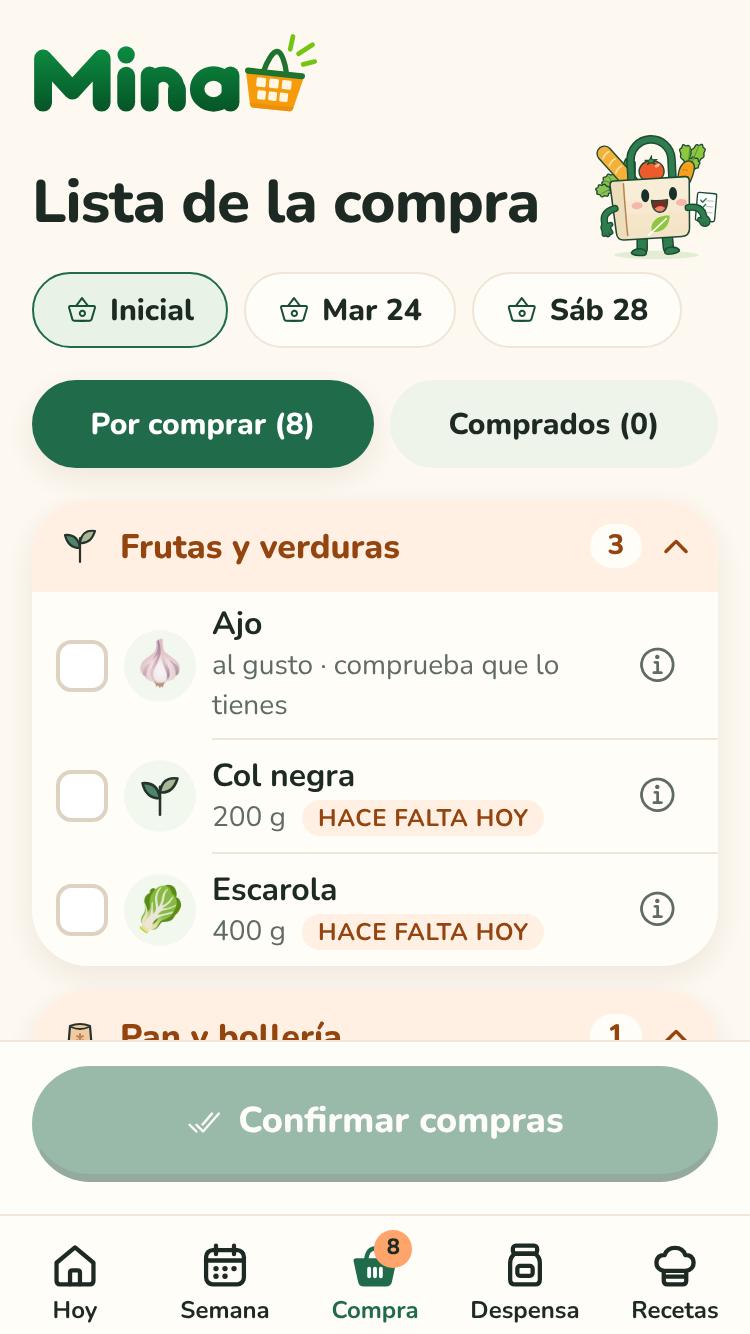 Mina
Lista de la compra
Inicial
Mar 24
Sáb 28
Por comprar (8)
Comprados (0)
Frutas y verduras
3
Ajo
al gusto · comprueba que lo
tienes
Col negra
200 g HACE FALTA HOY
Escarola
400 g HACE FALTA HOY
Pan y bollería
1
Confirmar compras
8
Hoy
Semana
Compra
Despensa
Recetas